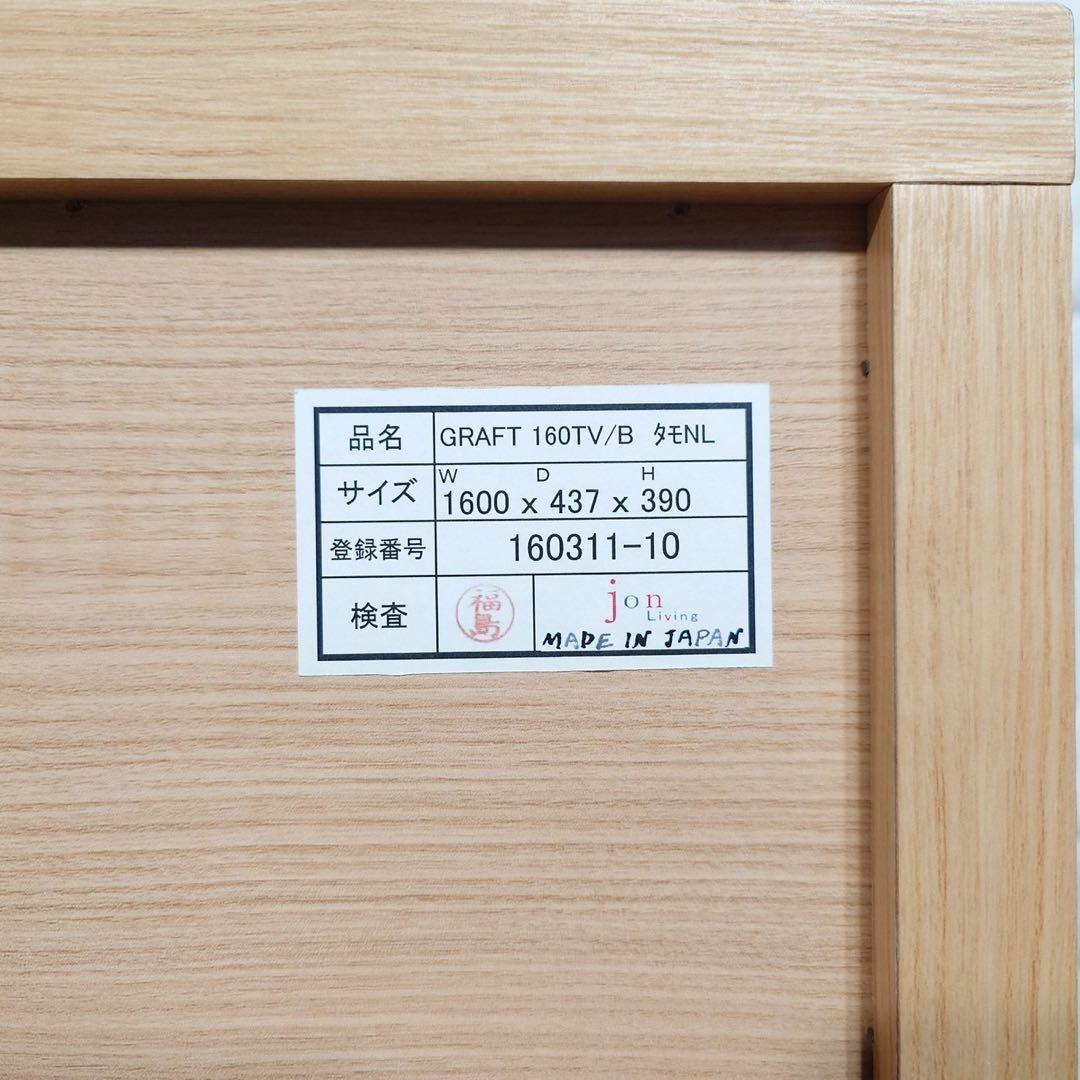 品名 GRAFT 160TV/B ﾀﾓNL
サイズ W D H
1600 x 437 x 390
登録番号 160311-10
検査 福島 jon
Living
MADE IN JAPAN